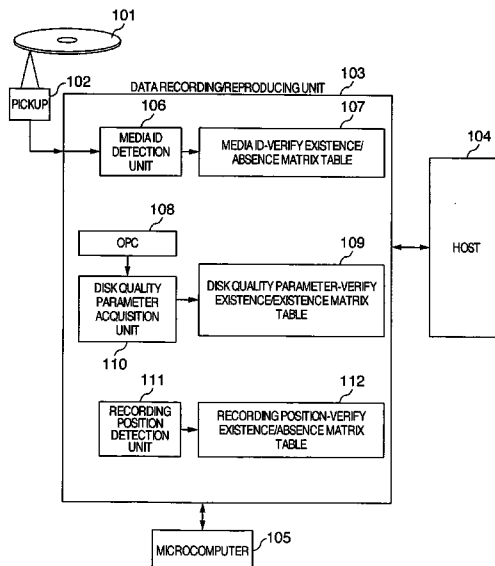 101
102
PICKUP
DATA RECORDING/REPRODUCING UNIT
103
106
MEDIA ID
DETECTION
UNIT
107
MEDIA ID-VERIFY EXISTENCE/
ABSENCE MATRIX TABLE
104
HOST
108
OPC
109
DISK QUALITY
PARAMETER
ACQUISITION
UNIT
110
DISK QUALITY PARAMETER-VERIFY
EXISTENCE/EXISTENCE MATRIX
TABLE
111
RECORDING
POSITION
DETECTION
UNIT
112
RECORDING POSITION-VERIFY
EXISTENCE/ABSENCE MATRIX
TABLE
MICROCOMPUTER
105